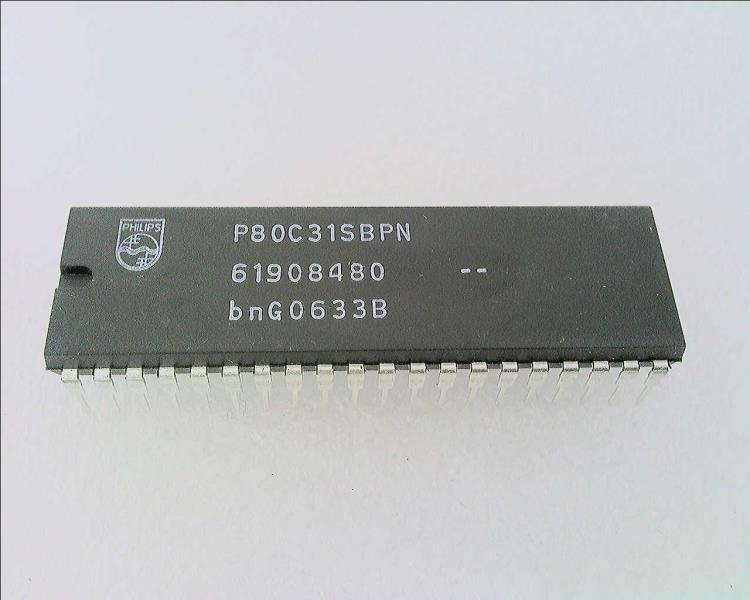 PHILIPS
P80C31SBPN
61908480 --
bnG0633B